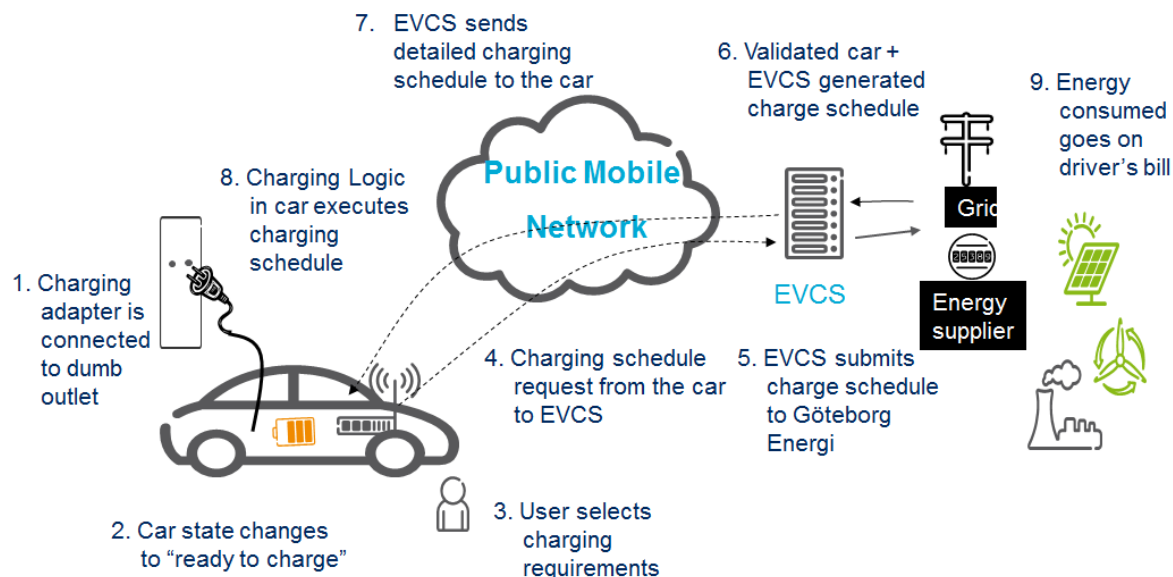 7. EVCS sends
detailed charging
schedule to the car
6. Validated car +
EVCS generated
charge schedule
9. Energy
consumed
goes on
driver's bill
Public Mobile
Network
8. Charging Logic
in car executes
charging
schedule
Grid
25389
1. Charging
adapter is
connected
to dumb
outlet
EVCS
Energy
supplier
4. Charging schedule
request from the car
to EVCS
5. EVCS submits
charge schedule
to Göteborg
Energi
2. Car state changes
to “ready to charge”
3. User selects
charging
requirements